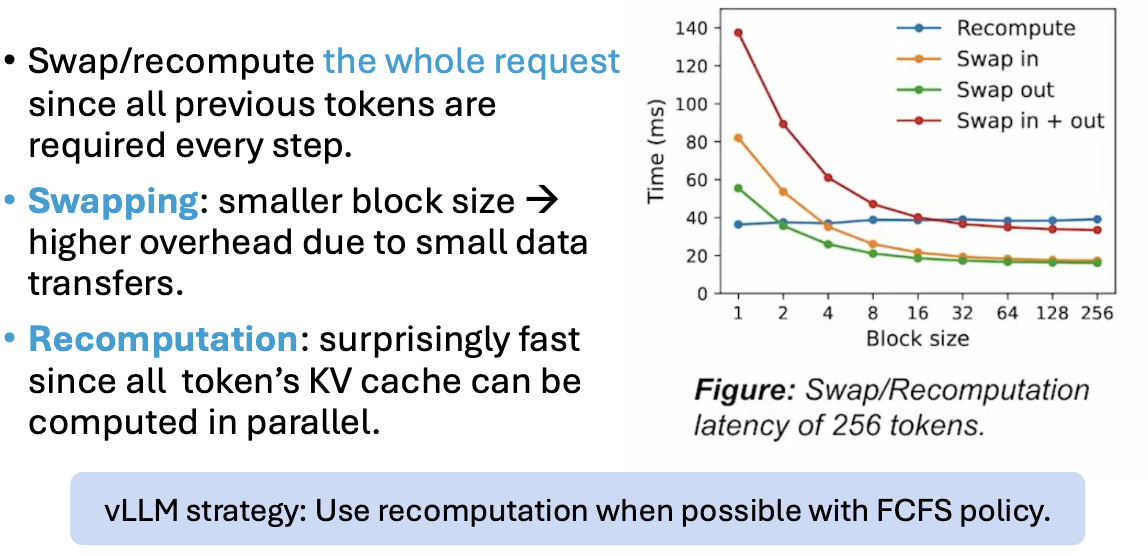 • Swap/recompute the whole request
since all previous tokens are
required every step.
• Swapping: smaller block size →
higher overhead due to small data
transfers.
• Recomputation: surprisingly fast
since all token's KV cache can be
computed in parallel.
Time (ms)
140
120
100
80
60
40
20
0
Recompute
Swap in
Swap out
Swap in + out
1 2 4 8 16 32 64 128 256
Block size
Figure: Swap/Recomputation
latency of 256 tokens.
vLLM strategy: Use recomputation when possible with FCFS policy.